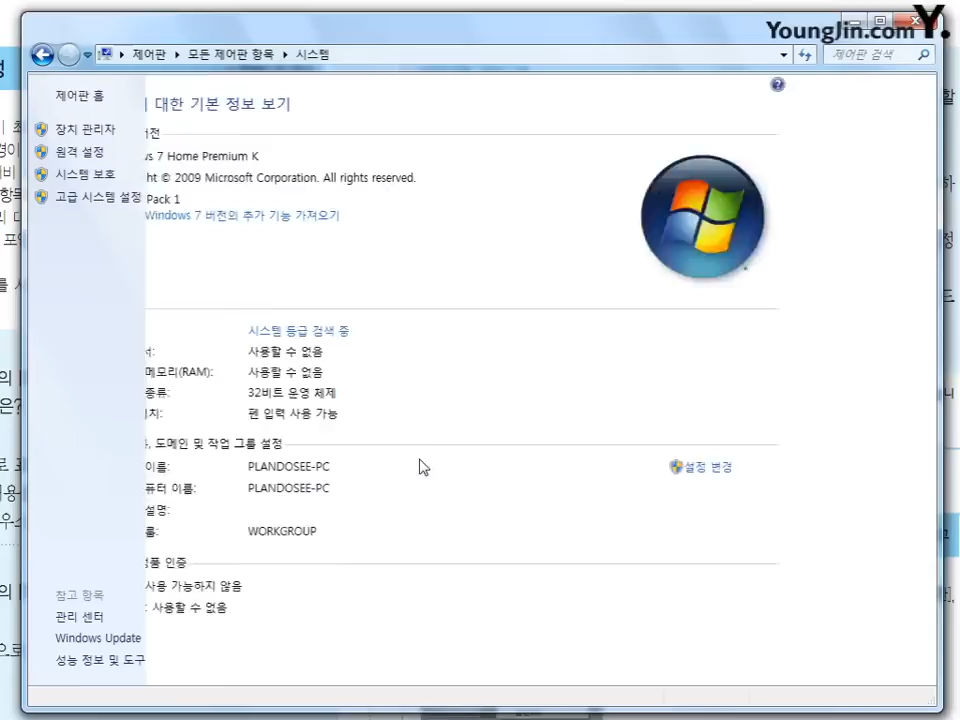 Youngjin.com Y.
제어판 ▸ 모든 제어판 항목 ▸ 시스템
제어판 검색
제어판 홈
장치 관리자
원격 설정
시스템 보호
고급 시스템 설정
대한 기본 정보 보기
버전
ws 7 Home Premium K
ht © 2009 Microsoft Corporation. All rights reserved.
Pack 1
Windows 7 버전의 추가 기능 가져오기
시스템 등급 검색 중
서: 사용할 수 없음
메모리(RAM): 사용할 수 없음
종류: 32비트 운영 체제
치: 펜 입력 사용 가능
, 도메인 및 작업 그룹 설정
이름: PLANDOSEE-PC
설정 변경
퓨터 이름: PLANDOSEE-PC
설명:
룹: WORKGROUP
정품 인증
사용 가능하지 않음
: 사용할 수 없음
참고 항목
관리 센터
Windows Update
성능 정보 및 도구